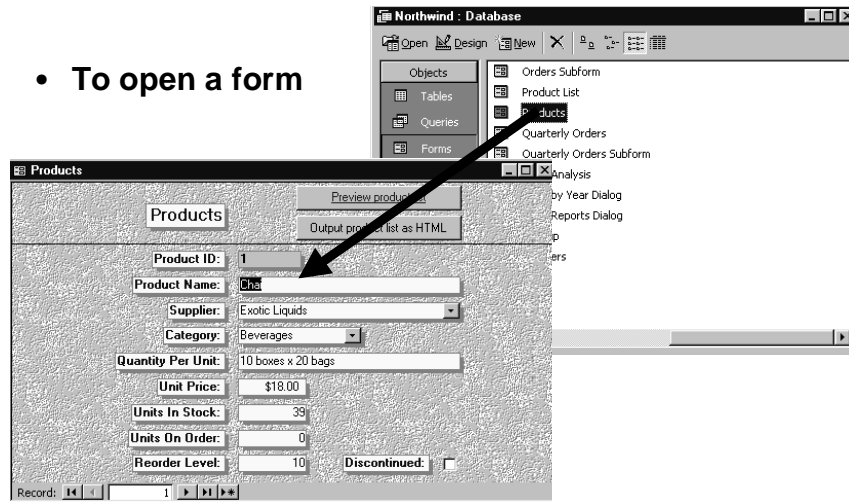 Northwind : Database
Open Design New
• To open a form
Objects
Tables
Queries
Forms
Orders Subform
Product List
Products
Quarterly Orders
Quarterly Orders Subform
Analysis
by Year Dialog
Reports Dialog
Products
Products
Preview product
Output product list as HTML
Product ID: 1
Product Name: Chai
Supplier: Exotic Liquids
Category: Beverages
Quantity Per Unit: 10 boxes x 20 bags
Unit Price: $18.00
Units In Stock: 39
Units On Order: 0
Reorder Level: 10 Discontinued:
Record: 1